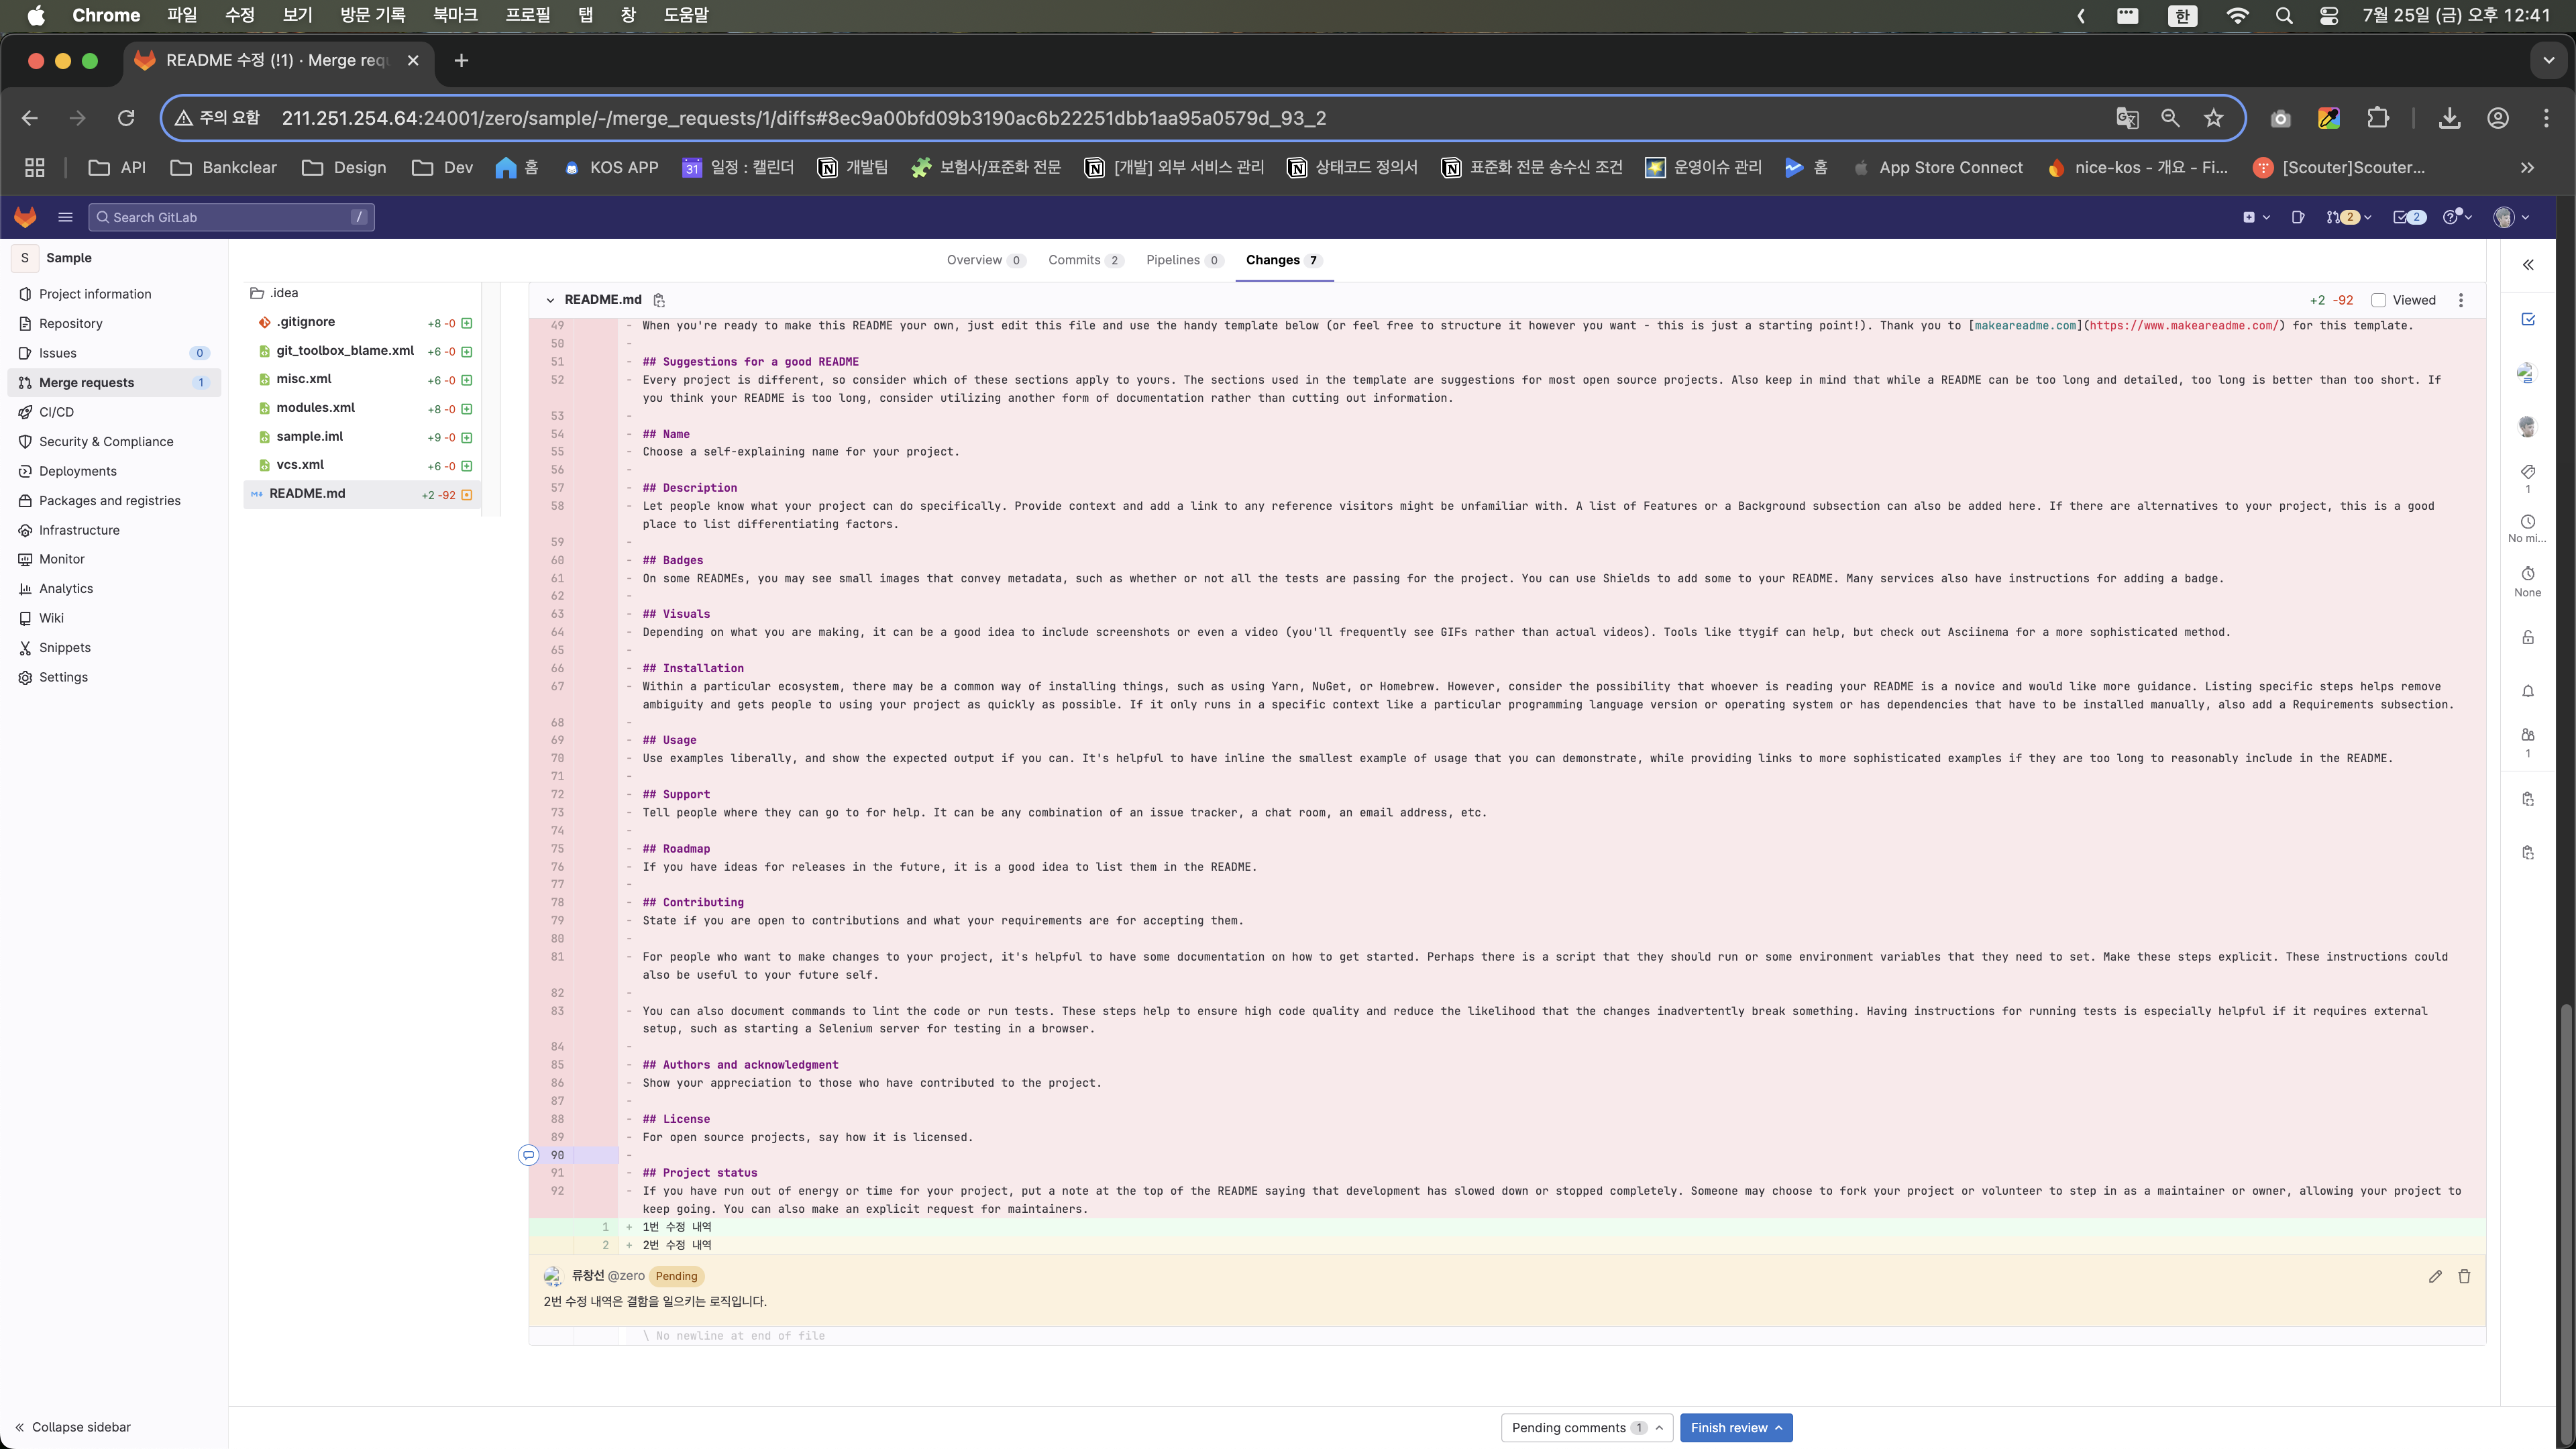 Chrome 파일 수정 보기 방문 기록 북마크 프로필 탭 창 도움말 한 7월 25일 (금) 오후 12:41
README 수정 (!1) · Merge requ
주의 요함 211.251.254.64:24001/zero/sample/-/merge_requests/1/diffs#8ec9a00bfd09b3190ac6b22251dbb1aa95a0579d_93_2
API Bankclear Design Dev 홈 KOS APP 31 일정 : 캘린더 개발팀 보험사/표준화 전문 [개발] 외부 서비스 관리 상태코드 정의서 표준화 전문 송수신 조건 운영이슈 관리 홈 App Store Connect nice-kos - 개요 - Fi... [Scouter]Scouter...
Search GitLab / 2 2
S Sample
Project information
Repository
Issues 0
Merge requests 1
CI/CD
Security & Compliance
Deployments
Packages and registries
Infrastructure
Monitor
Analytics
Wiki
Snippets
Settings
Collapse sidebar
Overview 0 Commits 2 Pipelines 0 Changes 7
.idea
.gitignore +8 -0
git_toolbox_blame.xml +6 -0
misc.xml +6 -0
modules.xml +8 -0
sample.iml +9 -0
vcs.xml +6 -0
README.md +2 -92
README.md +2 -92 Viewed
49 - When you're ready to make this README your own, just edit this file and use the handy template below (or feel free to structure it however you want - this is just a starting point!). Thank you to [makeareadme.com](https://www.makeareadme.com/) for this template.
50 -
51 - ## Suggestions for a good README
52 - Every project is different, so consider which of these sections apply to yours. The sections used in the template are suggestions for most open source projects. Also keep in mind that while a README can be too long and detailed, too long is better than too short. If
you think your README is too long, consider utilizing another form of documentation rather than cutting out information.
53 -
54 - ## Name
55 - Choose a self-explaining name for your project.
56 -
57 - ## Description
58 - Let people know what your project can do specifically. Provide context and add a link to any reference visitors might be unfamiliar with. A list of Features or a Background subsection can also be added here. If there are alternatives to your project, this is a good
place to list differentiating factors.
59 -
60 - ## Badges
61 - On some READMEs, you may see small images that convey metadata, such as whether or not all the tests are passing for the project. You can use Shields to add some to your README. Many services also have instructions for adding a badge.
62 -
63 - ## Visuals
64 - Depending on what you are making, it can be a good idea to include screenshots or even a video (you'll frequently see GIFs rather than actual videos). Tools like ttygif can help, but check out Asciinema for a more sophisticated method.
65 -
66 - ## Installation
67 - Within a particular ecosystem, there may be a common way of installing things, such as using Yarn, NuGet, or Homebrew. However, consider the possibility that whoever is reading your README is a novice and would like more guidance. Listing specific steps helps remove
ambiguity and gets people to using your project as quickly as possible. If it only runs in a specific context like a particular programming language version or operating system or has dependencies that have to be installed manually, also add a Requirements subsection.
68 -
69 - ## Usage
70 - Use examples liberally, and show the expected output if you can. It's helpful to have inline the smallest example of usage that you can demonstrate, while providing links to more sophisticated examples if they are too long to reasonably include in the README.
71 -
72 - ## Support
73 - Tell people where they can go to for help. It can be any combination of an issue tracker, a chat room, an email address, etc.
74 -
75 - ## Roadmap
76 - If you have ideas for releases in the future, it is a good idea to list them in the README.
77 -
78 - ## Contributing
79 - State if you are open to contributions and what your requirements are for accepting them.
80 -
81 - For people who want to make changes to your project, it's helpful to have some documentation on how to get started. Perhaps there is a script that they should run or some environment variables that they need to set. Make these steps explicit. These instructions could
also be useful to your future self.
82 -
83 - You can also document commands to lint the code or run tests. These steps help to ensure high code quality and reduce the likelihood that the changes inadvertently break something. Having instructions for running tests is especially helpful if it requires external
setup, such as starting a Selenium server for testing in a browser.
84 -
85 - ## Authors and acknowledgment
86 - Show your appreciation to those who have contributed to the project.
87 -
88 - ## License
89 - For open source projects, say how it is licensed.
90 -
91 - ## Project status
92 - If you have run out of energy or time for your project, put a note at the top of the README saying that development has slowed down or stopped completely. Someone may choose to fork your project or volunteer to step in as a maintainer or owner, allowing your project to
keep going. You can also make an explicit request for maintainers.
1 + 1번 수정 내역
2 + 2번 수정 내역
류창선 @zero Pending
2번 수정 내역은 결함을 일으키는 로직입니다.
\ No newline at end of file
Pending comments 1 Finish review
1
No mi...
None
1